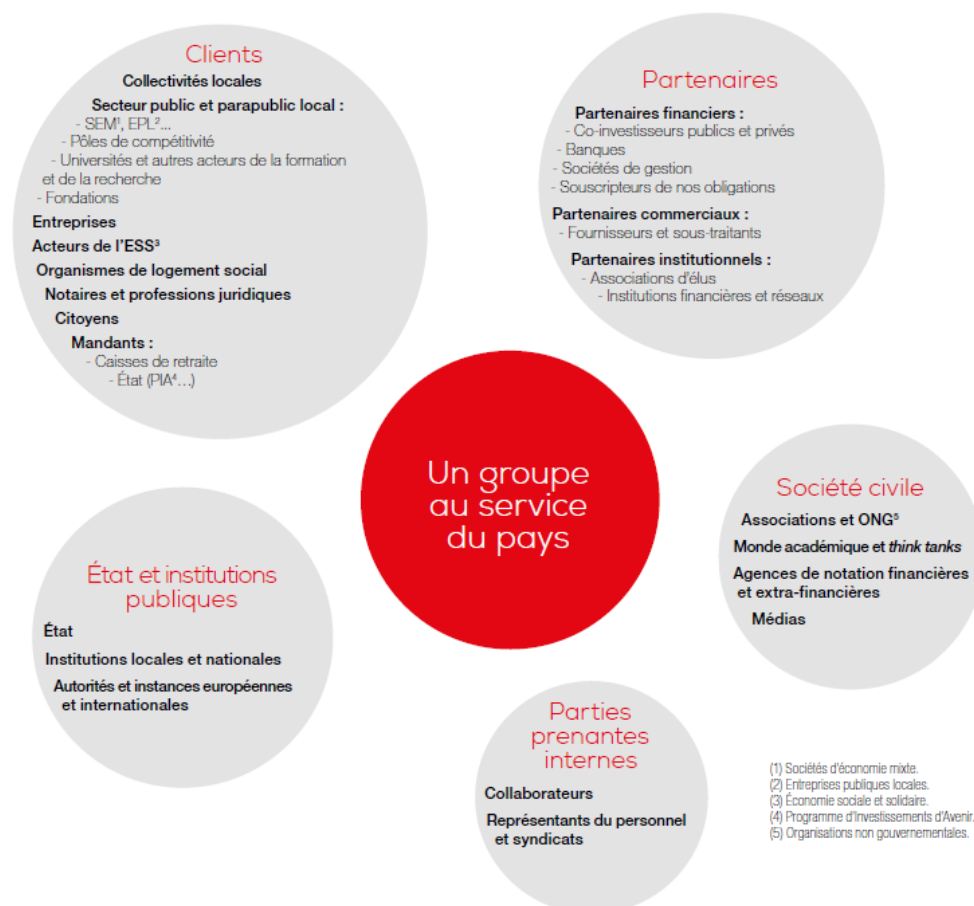 Clients
Collectivités locales
Secteur public et parapublic local :
- SEM¹, EPL²...
- Pôles de compétitivité
- Universités et autres acteurs de la formation
et de la recherche
- Fondations
Entreprises
Acteurs de l'ESS³
Organismes de logement social
Notaires et professions juridiques
Citoyens
Mandants :
- Caisses de retraite
- État (PIA⁴...)
Partenaires
Partenaires financiers :
- Co-investisseurs publics et privés
- Banques
- Sociétés de gestion
- Souscripteurs de nos obligations
Partenaires commerciaux :
- Fournisseurs et sous-traitants
Partenaires institutionnels :
- Associations d'élus
- Institutions financières et réseaux
Un groupe
au service
du pays
Société civile
Associations et ONG⁵
Monde académique et think tanks
Agences de notation financières
et extra-financières
Médias
État et institutions
publiques
État
Institutions locales et nationales
Autorités et instances européennes
et internationales
Parties
prenantes
internes
Collaborateurs
Représentants du personnel
et syndicats
(1) Sociétés d'économie mixte.
(2) Entreprises publiques locales.
(3) Économie sociale et solidaire.
(4) Programme d'Investissements d'Avenir.
(5) Organisations non gouvernementales.